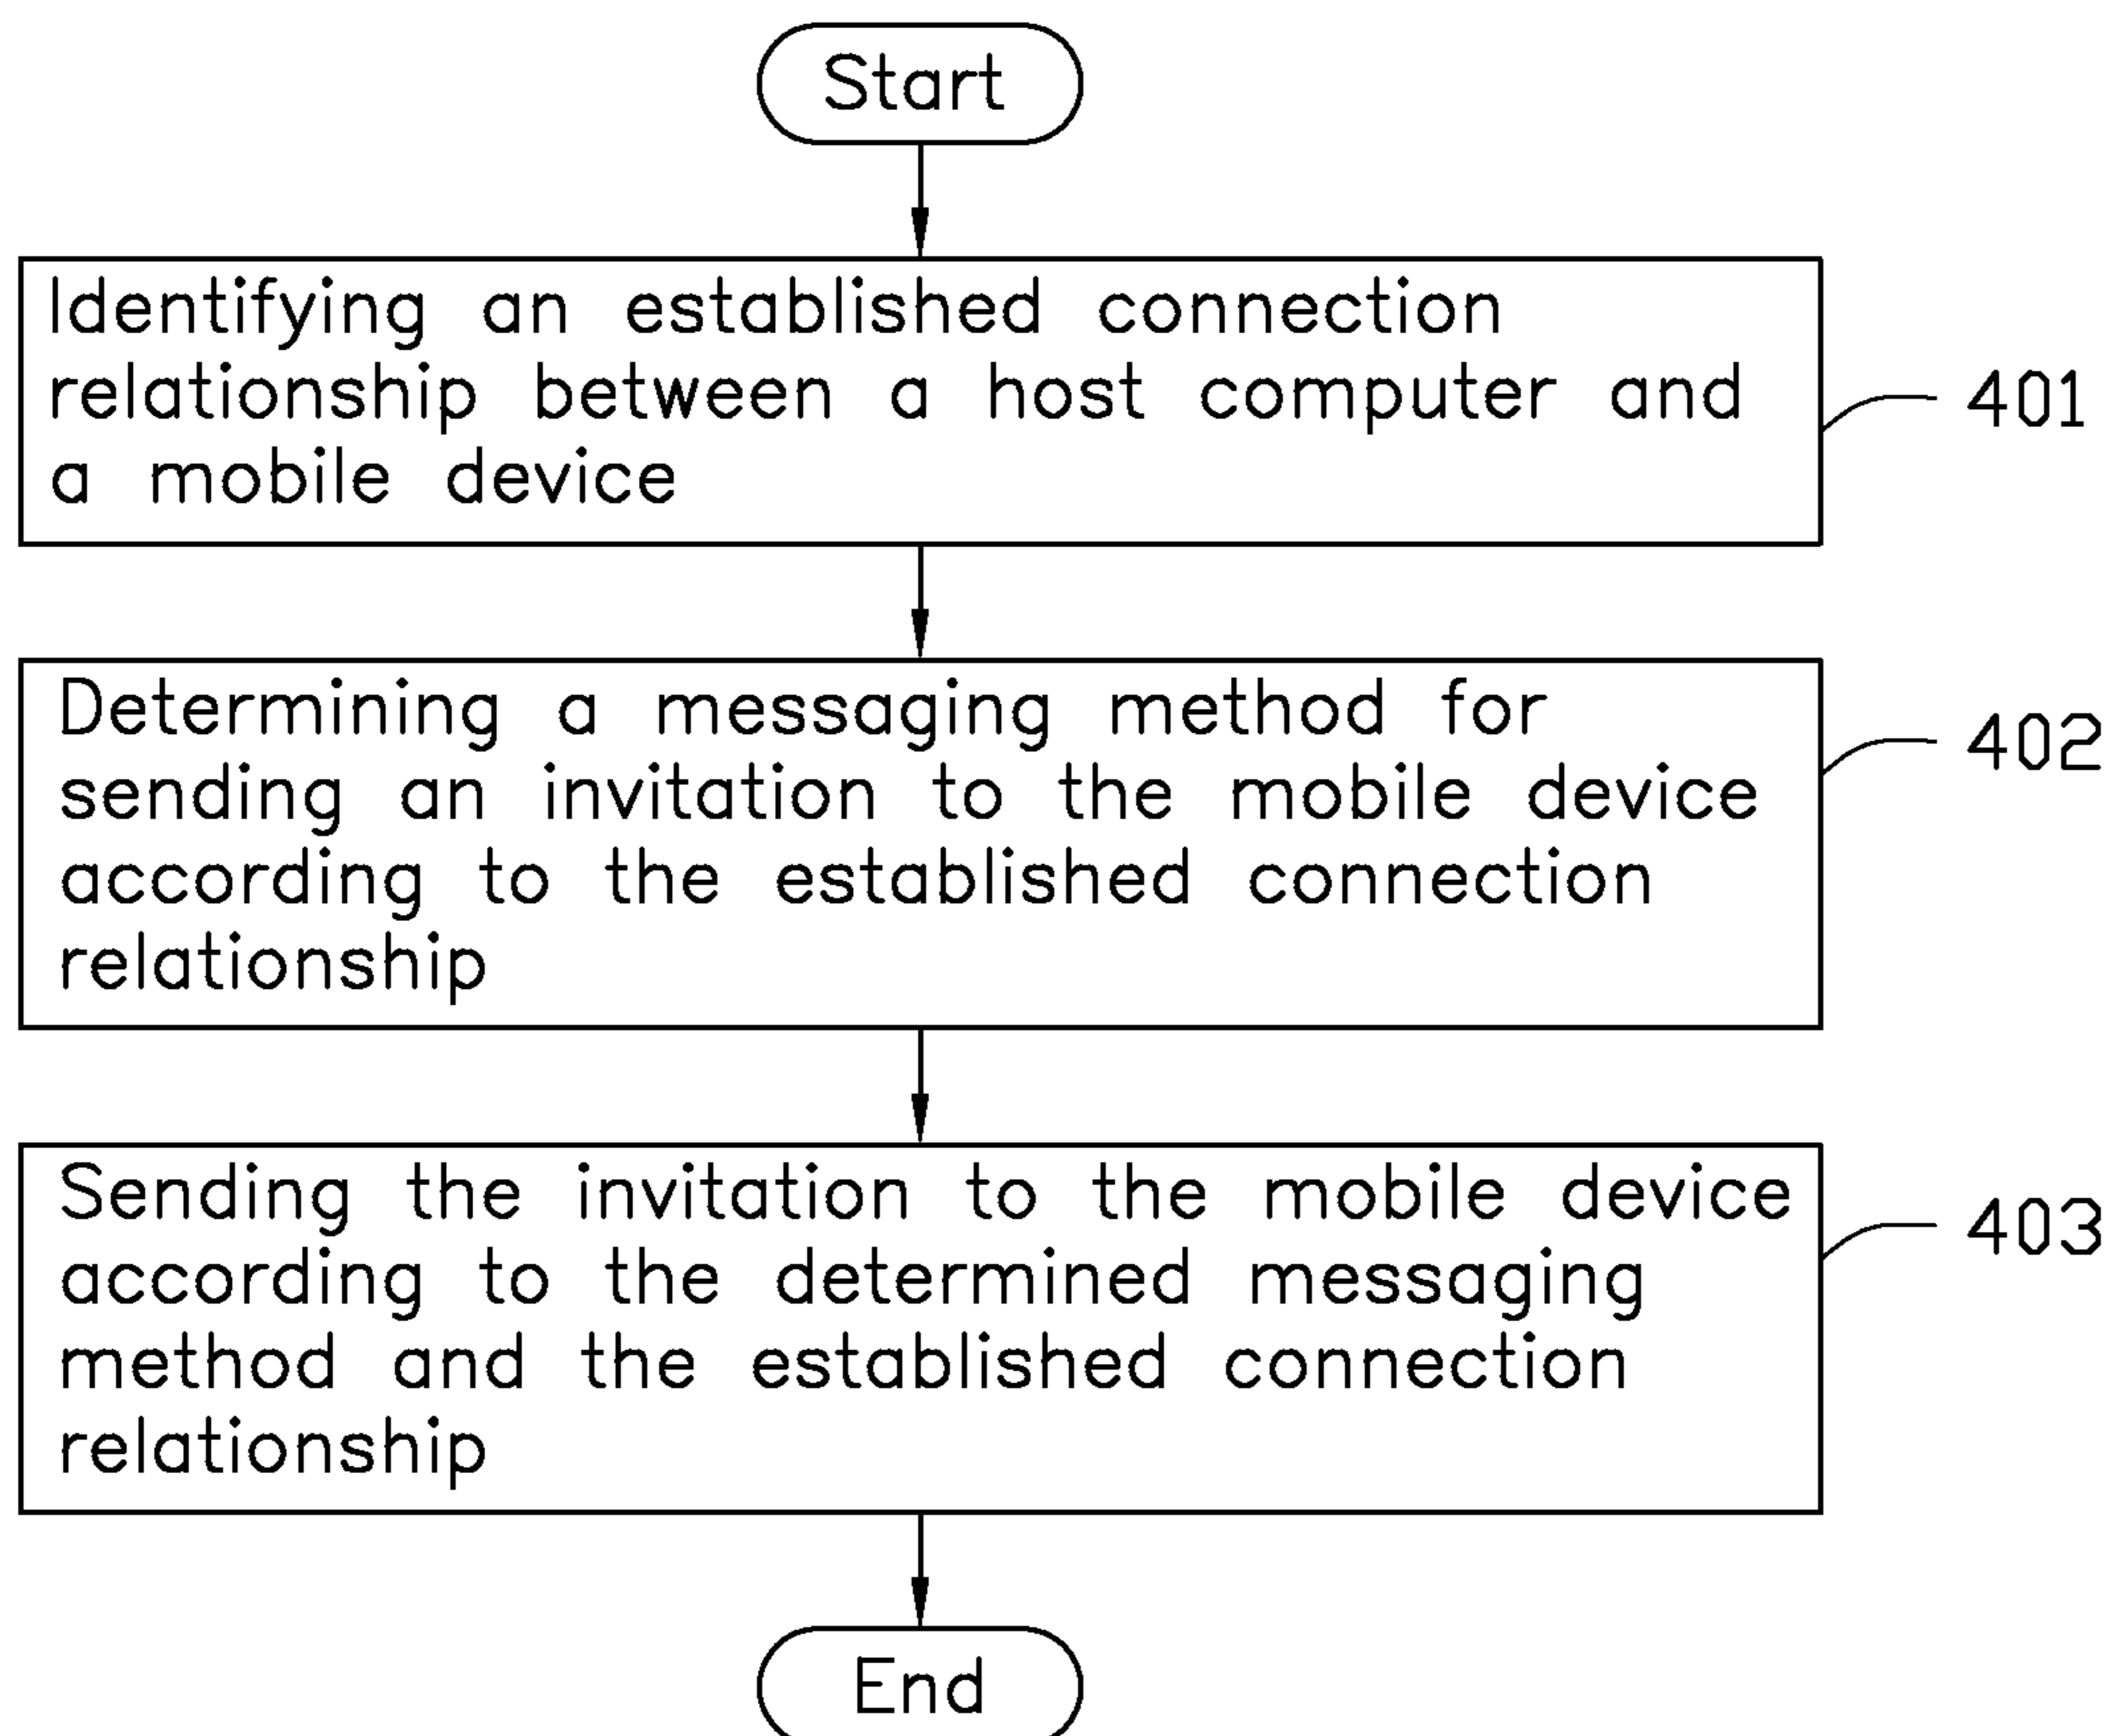 Start
Identifying an established connection
relationship between a host computer and
a mobile device
401
Determining a messaging method for
sending an invitation to the mobile device
according to the established connection
relationship
402
Sending the invitation to the mobile device
according to the determined messaging
method and the established connection
relationship
403
End